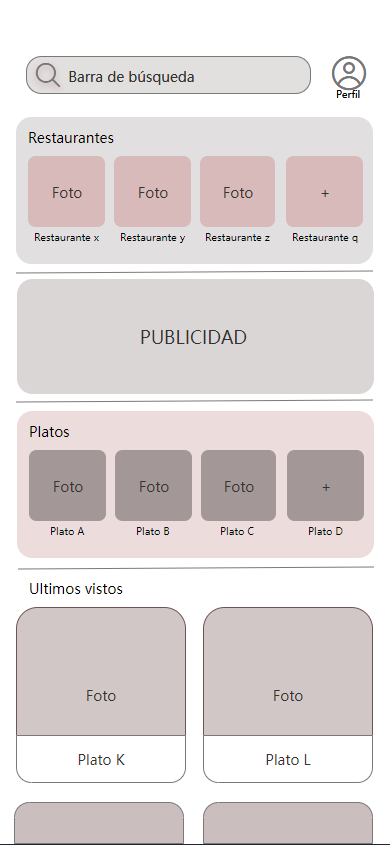 Barra de búsqueda
Perfil
Restaurantes
Foto Foto Foto +
Restaurante x Restaurante y Restaurante z Restaurante q
PUBLICIDAD
Platos
Foto Foto Foto +
Plato A Plato B Plato C Plato D
Ultimos vistos
Foto Foto
Plato K Plato L